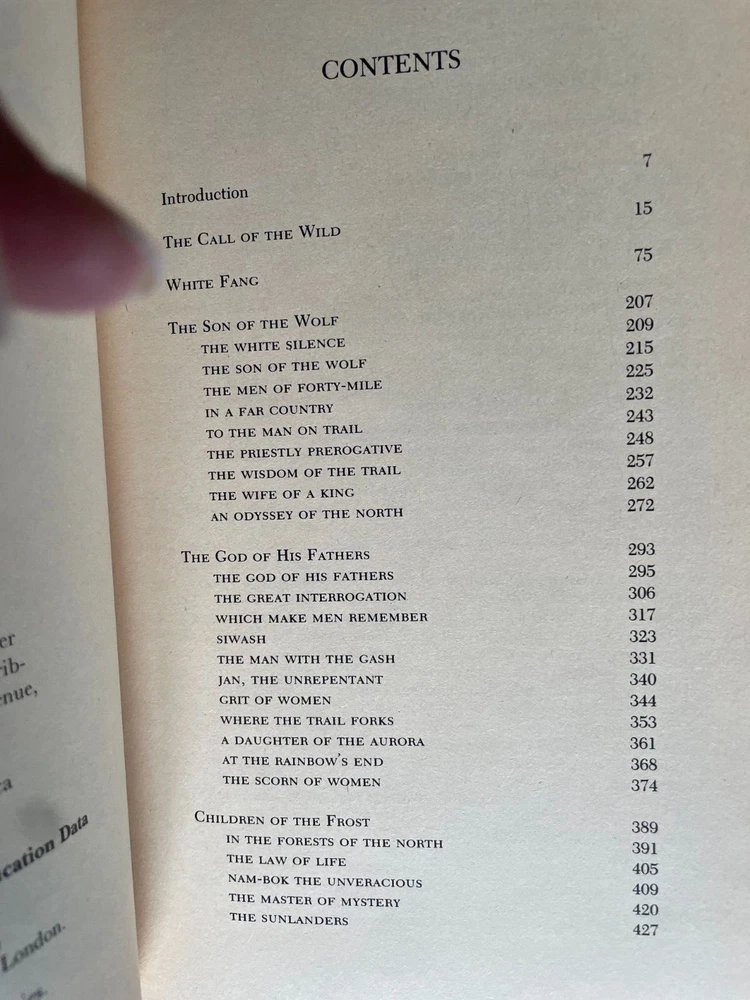 CONTENTS
Introduction 7
The Call of the Wild 15
White Fang 75
The Son of the Wolf 207
THE WHITE SILENCE 209
THE SON OF THE WOLF 215
THE MEN OF FORTY-MILE 225
IN A FAR COUNTRY 232
TO THE MAN ON TRAIL 243
THE PRIESTLY PREROGATIVE 248
THE WISDOM OF THE TRAIL 257
THE WIFE OF A KING 262
AN ODYSSEY OF THE NORTH 272
The God of His Fathers 293
THE GOD OF HIS FATHERS 295
THE GREAT INTERROGATION 306
WHICH MAKE MEN REMEMBER 317
SIWASH 323
THE MAN WITH THE GASH 331
JAN, THE UNREPENTANT 340
GRIT OF WOMEN 344
WHERE THE TRAIL FORKS 353
A DAUGHTER OF THE AURORA 361
AT THE RAINBOW'S END 368
THE SCORN OF WOMEN 374
Children of the Frost 389
IN THE FORESTS OF THE NORTH 391
THE LAW OF LIFE 405
NAM-BOK THE UNVERACIOUS 409
THE MASTER OF MYSTERY 420
THE SUNLANDERS 427
er
rib-
nue,
cation Data
London.